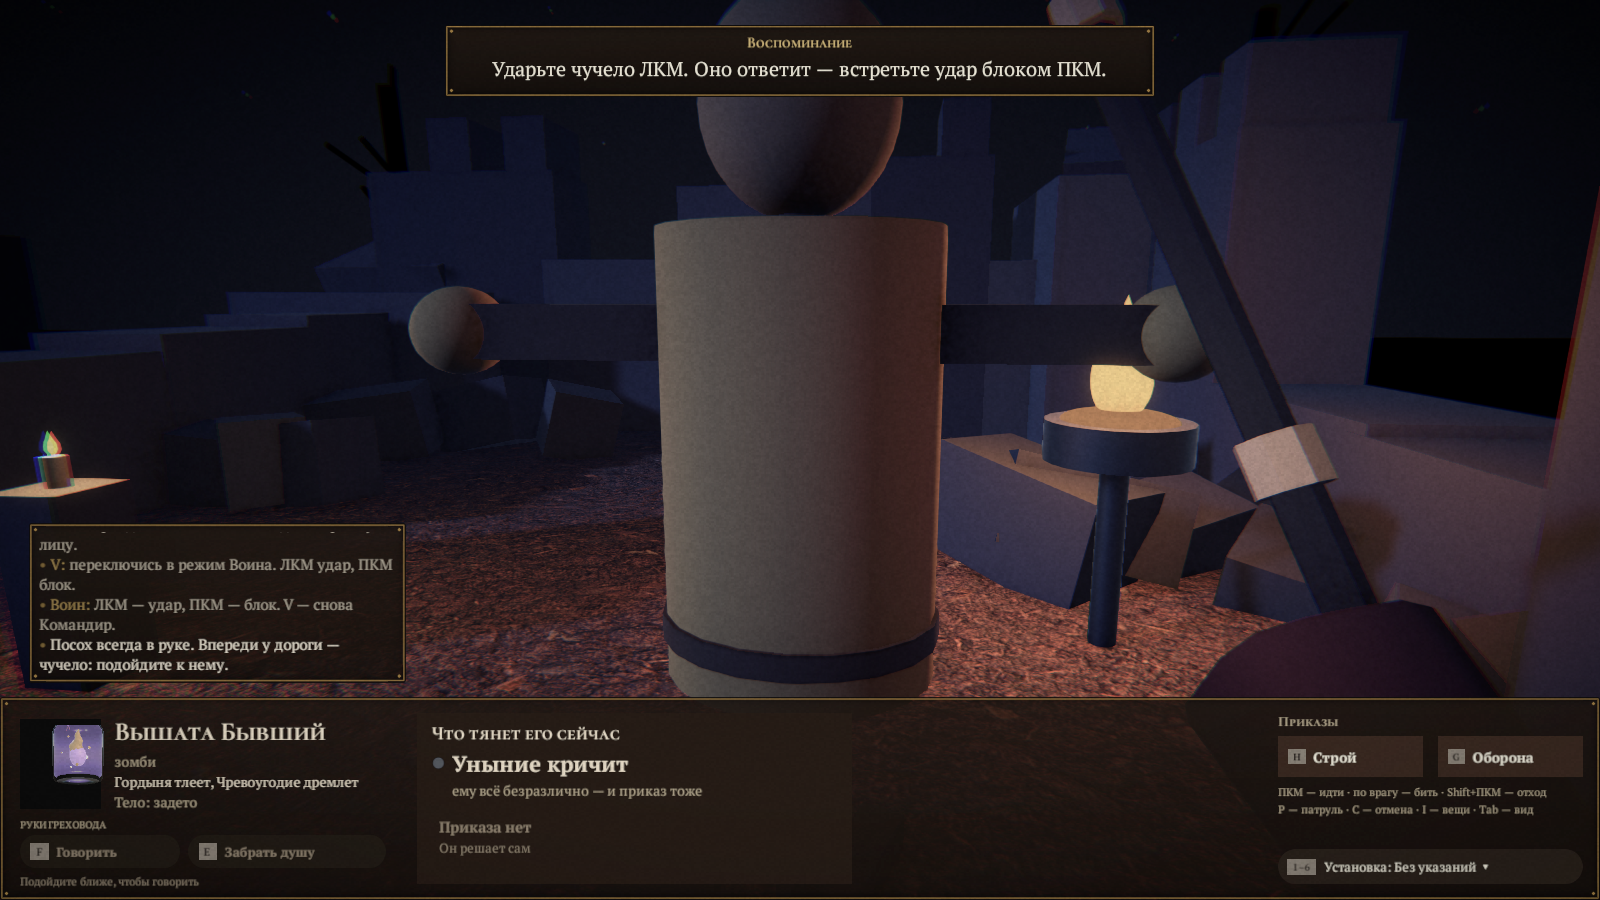 Воспоминание
Ударьте чучело ЛКМ. Оно ответит — встретьте удар блоком ПКМ.
лицу.
• V: переключись в режим Воина. ЛКМ удар, ПКМ
блок.
• Воин: ЛКМ — удар, ПКМ — блок. V — снова
Командир.
• Посох всегда в руке. Впереди у дороги —
чучело: подойдите к нему.
Вышата Бывший
зомби
Гордыня тлеет, Чревоугодие дремлет
Тело: задето
РУКИ ГРЕХОВОДА
F Говорить
E Забрать душу
Подойдите ближе, чтобы говорить
Что тянет его сейчас
Уныние кричит
ему всё безразлично — и приказ тоже
Приказа нет
Он решает сам
Приказы
H Строй
G Оборона
ПКМ — идти · по врагу — бить · Shift+ПКМ — отход
P — патруль · C — отмена · I — вещи · Tab — вид
1–6 Установка: Без указаний ▾